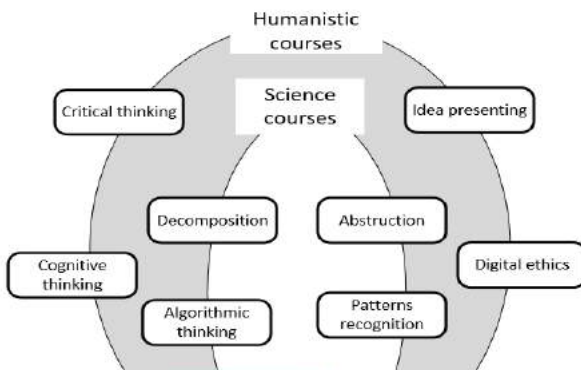 Humanistic
courses
Critical thinking
Science
courses
Idea presenting
Decomposition
Abstruction
Cognitive
thinking
Digital ethics
Algorithmic
thinking
Patterns
recognition